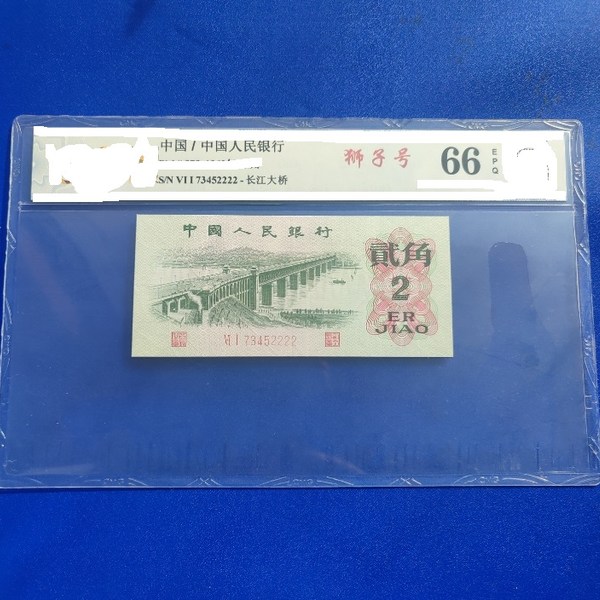 中国 / 中国人民银行
狮子号
66
EPQ
S/N VI I 73452222 - 长江大桥
中國人民銀行
貳角
2
ER
JIAO
VI I 73452222